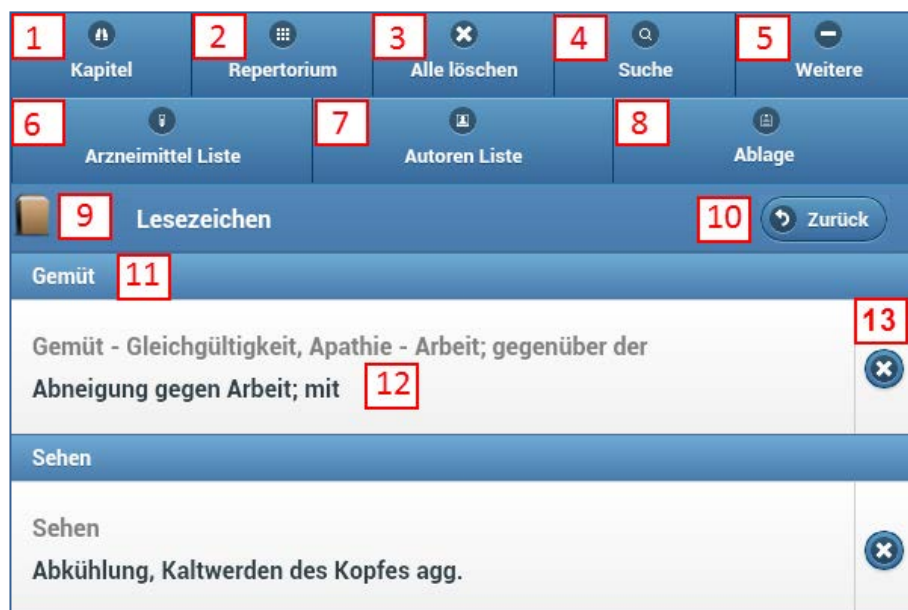 1 Kapitel 2 Repertorium 3 Alle löschen 4 Suche 5 Weitere
6 Arzneimittel Liste 7 Autoren Liste 8 Ablage
9 Lesezeichen 10 Zurück
Gemüt 11
13
Gemüt - Gleichgültigkeit, Apathie - Arbeit; gegenüber der
Abneigung gegen Arbeit; mit 12
Sehen
Sehen
Abkühlung, Kaltwerden des Kopfes agg.